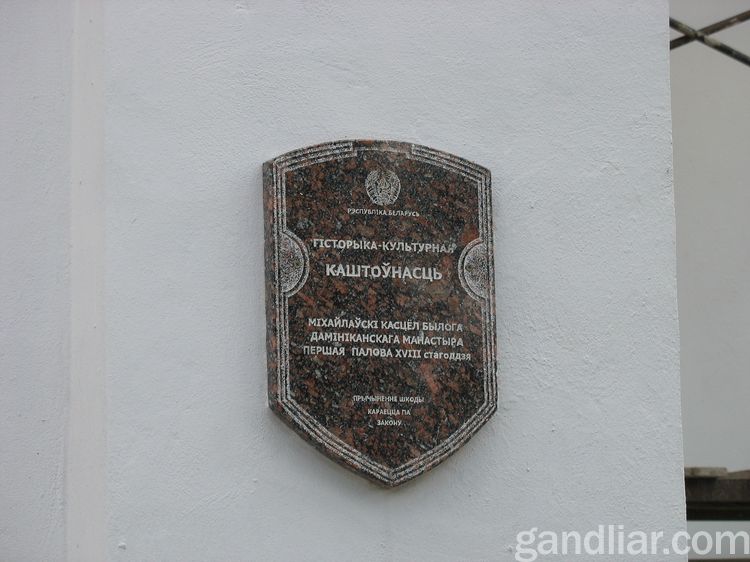 РЭСПУБЛІКА БЕЛАРУСЬ
ГІСТОРЫКА-КУЛЬТУРНАЯ
КАШТОЎНАСЦЬ
МІХАЙЛАЎСКІ КАСЦЁЛ БЫЛОГА
ДАМІНІКАНСКАГА МАНАСТЫРА
ПЕРШАЯ ПАЛОВА XVIII стагоддзя
ПРЫЧЫНЕННЕ ШКОДЫ
КАРАЕЦЦА ПА
ЗАКОНУ
gandliar.com